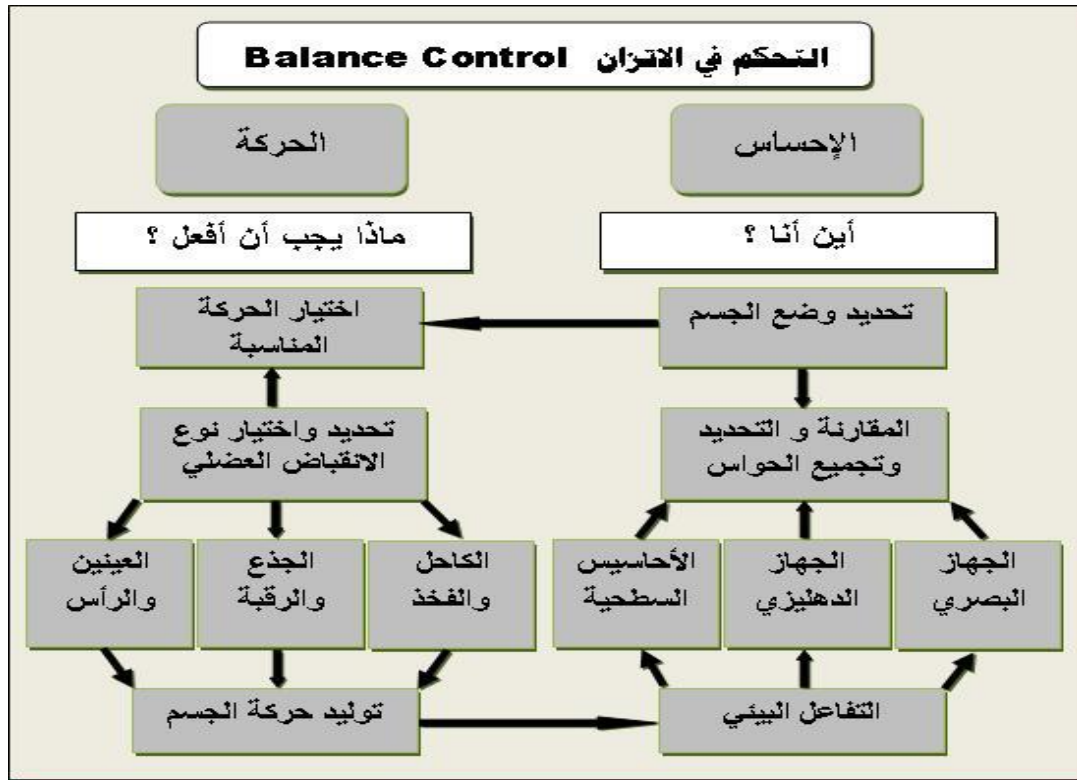 التحكم في الاتزان Balance Control
الإحساس
الحركة
أين أنا ؟
ماذا يجب أن أفعل ؟
تحديد وضع الجسم
اختيار الحركة
المناسبة
المقارنة و التحديد
وتجميع الحواس
تحديد واختيار نوع
الانقباض العضلي
الجهاز
البصري
الجهاز
الدهليزي
الأحاسيس
السطحية
الكاحل
والفخذ
الجذع
والرقبة
العينين
والرأس
التفاعل البيئي
توليد حركة الجسم